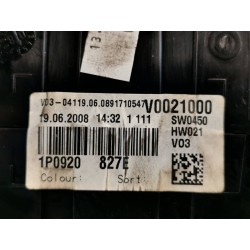 13
V03-04119.06.0891710547 V0021000
19.06.2008 14:32 1 111 SW0450
HW021
1P0920 827E V03
Colour: Sort: